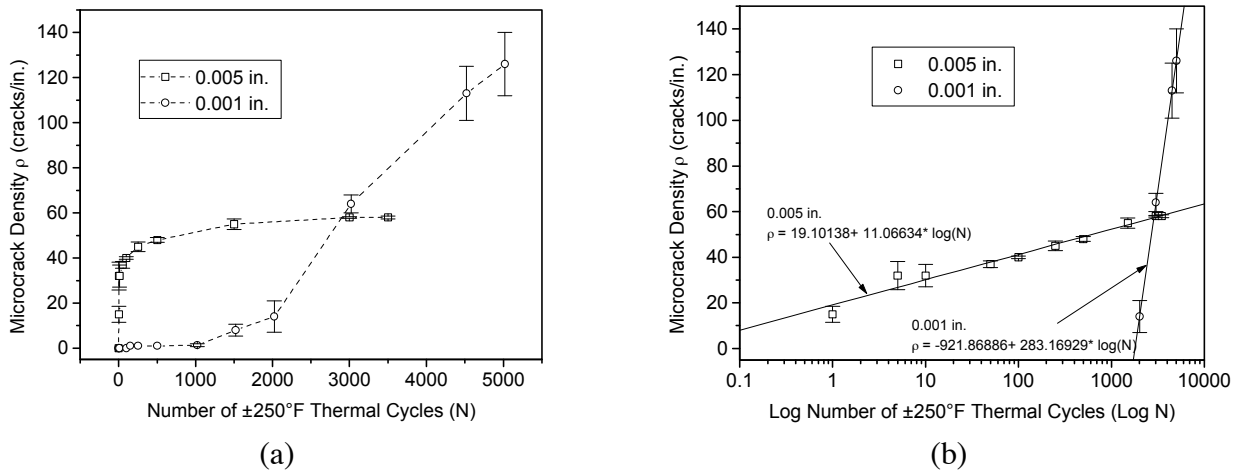 140
120
100
80
60
40
20
0
Microcrack Density ρ (cracks/in.)
0.005 in.
0.001 in.
0 1000 2000 3000 4000 5000
Number of ±250°F Thermal Cycles (N)
(a)
140
120
100
80
60
40
20
0
Microcrack Density ρ (cracks/in.)
0.005 in.
0.001 in.
0.005 in.
ρ = 19.10138+ 11.06634* log(N)
0.001 in.
ρ = -921.86886+ 283.16929* log(N)
0.1 1 10 100 1000 10000
Log Number of ±250°F Thermal Cycles (Log N)
(b)